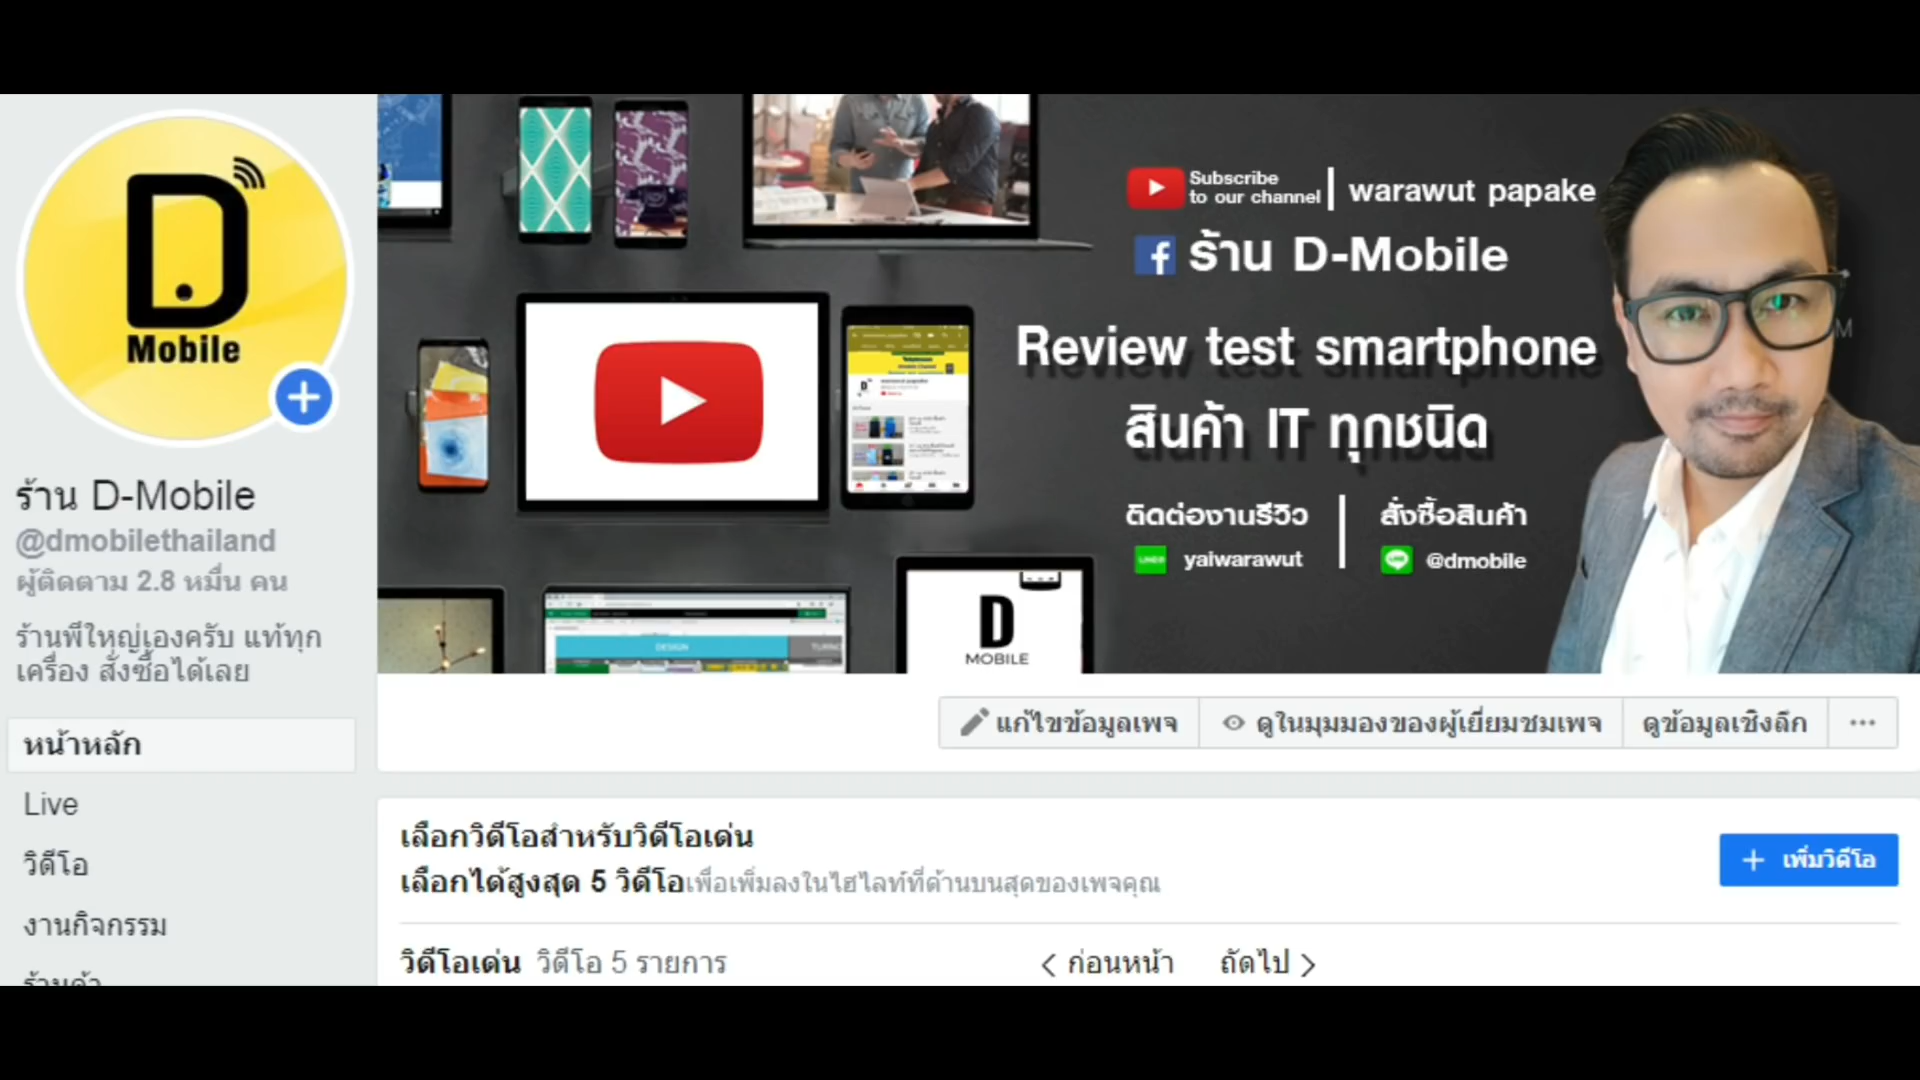 D
Mobile
ร้าน D-Mobile
@dmobilethailand
ผู้ติดตาม 2.8 หมื่น คน
ร้านพี่ใหญ่เองครับ แท้ทุก
เครื่อง สั่งซื้อได้เลย
หน้าหลัก
Live
วิดีโอ
งานกิจกรรม
ร้านค้า
Subscribe
to our channel
warawut papake
ร้าน D-Mobile
Review test smartphone
สินค้า IT ทุกชนิด
ติดต่องานรีวิว
yaiwarawut
สั่งซื้อสินค้า
@dmobile
DESIGN
D
MOBILE
แก้ไขข้อมูลเพจ
ดูในมุมมองของผู้เยี่ยมชมเพจ
ดูข้อมูลเชิงลึก
เลือกวิดีโอสำหรับวิดีโอเด่น
เลือกได้สูงสุด 5 วิดีโอเพื่อเพิ่มลงในไฮไลท์ที่ด้านบนสุดของเพจคุณ
+ เพิ่มวิดีโอ
วิดีโอเด่น วิดีโอ 5 รายการ
ก่อนหน้า
ถัดไป